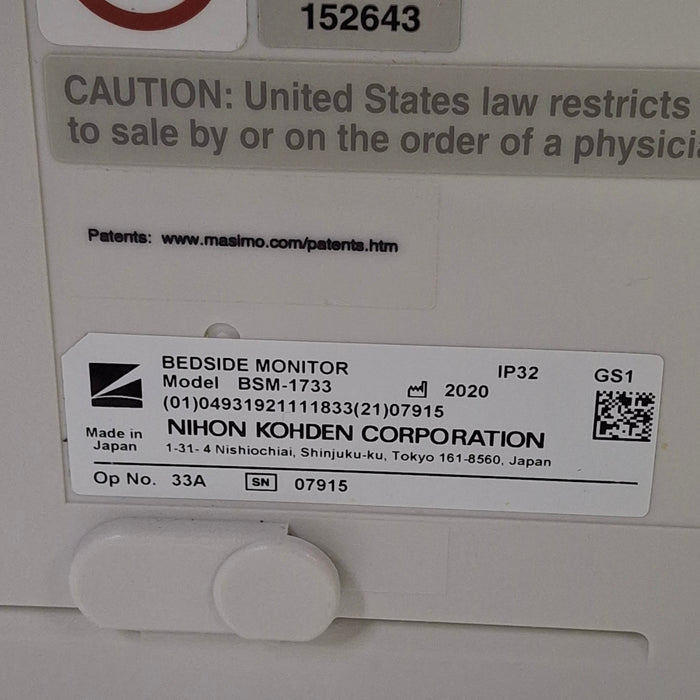 152643
CAUTION: United States law restricts
to sale by or on the order of a
Patents: www.masimo.com/patents.htm
BEDSIDE MONITOR
Model BSM-1733
2020
IP32
GS1
(01)04931921111833(21)07915
Made in
Japan
NIHON KOHDEN CORPORATION
1-31- 4 Nishiochiai, Shinjuku-ku, Tokyo 161-8560, Japan
Op No. 33A
SN 07915